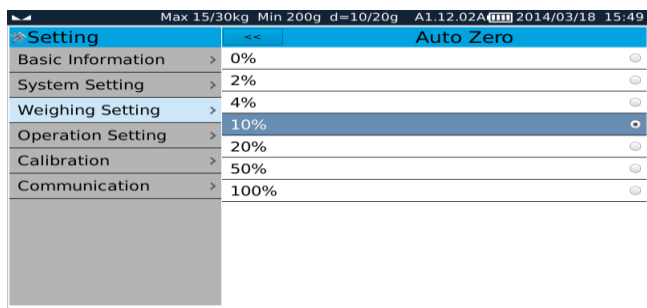 Max 15/30kg Min 200g d=10/20g A1.12.02A 2014/03/18 15:49
Setting
<< Auto Zero
Basic Information >
System Setting >
Weighing Setting >
Operation Setting >
Calibration >
Communication >
0%
2%
4%
10%
20%
50%
100%